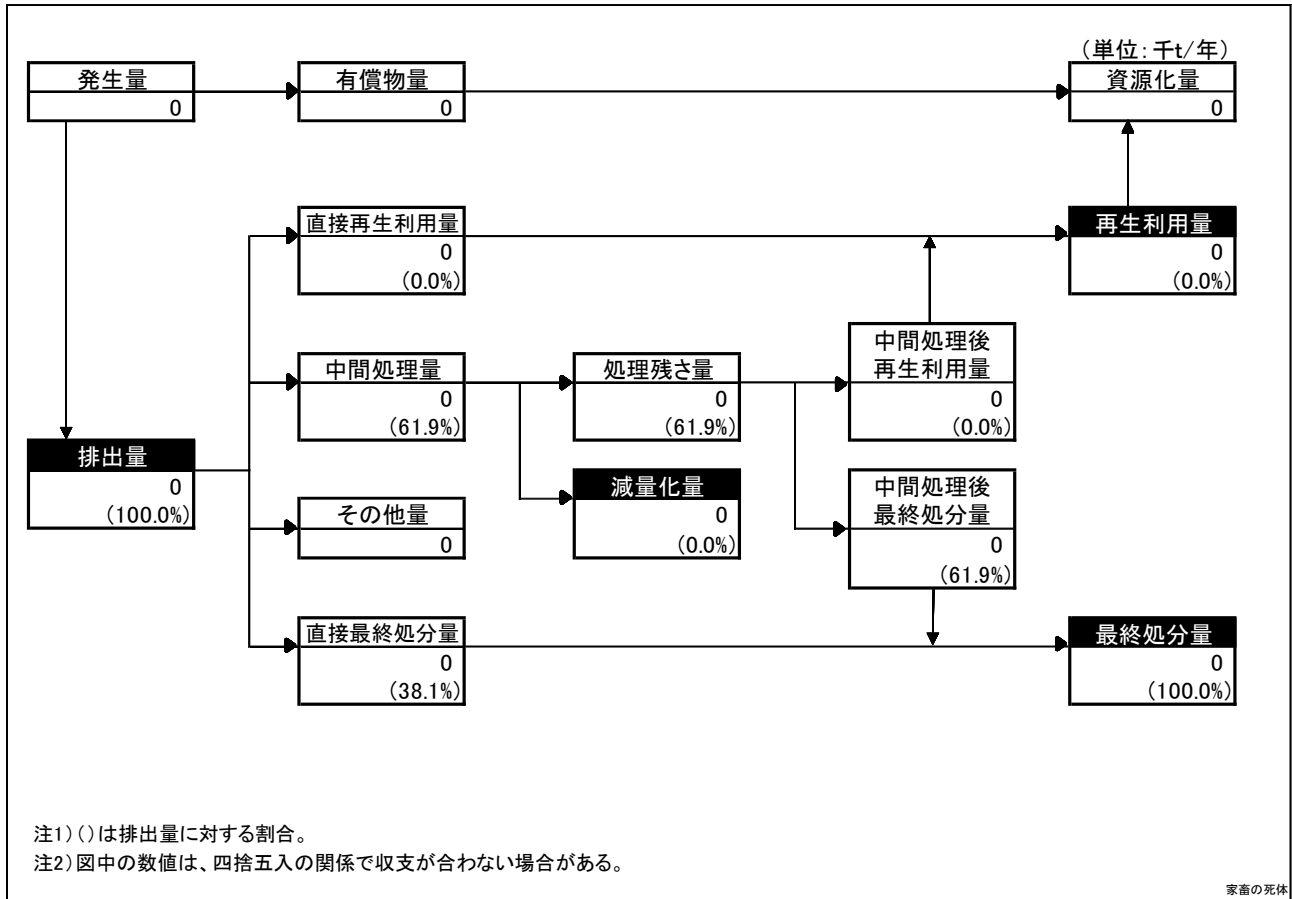 (単位：千t/年)
発生量
0
有償物量
0
資源化量
0
直接再生利用量
0
(0.0%)
再生利用量
0
(0.0%)
中間処理量
0
(61.9%)
処理残さ量
0
(61.9%)
中間処理後
再生利用量
0
(0.0%)
排出量
0
(100.0%)
減量化量
0
(0.0%)
中間処理後
最終処分量
0
(61.9%)
その他量
0
直接最終処分量
0
(38.1%)
最終処分量
0
(100.0%)
注1)()は排出量に対する割合。
注2)図中の数値は、四捨五入の関係で収支が合わない場合がある。
家畜の死体